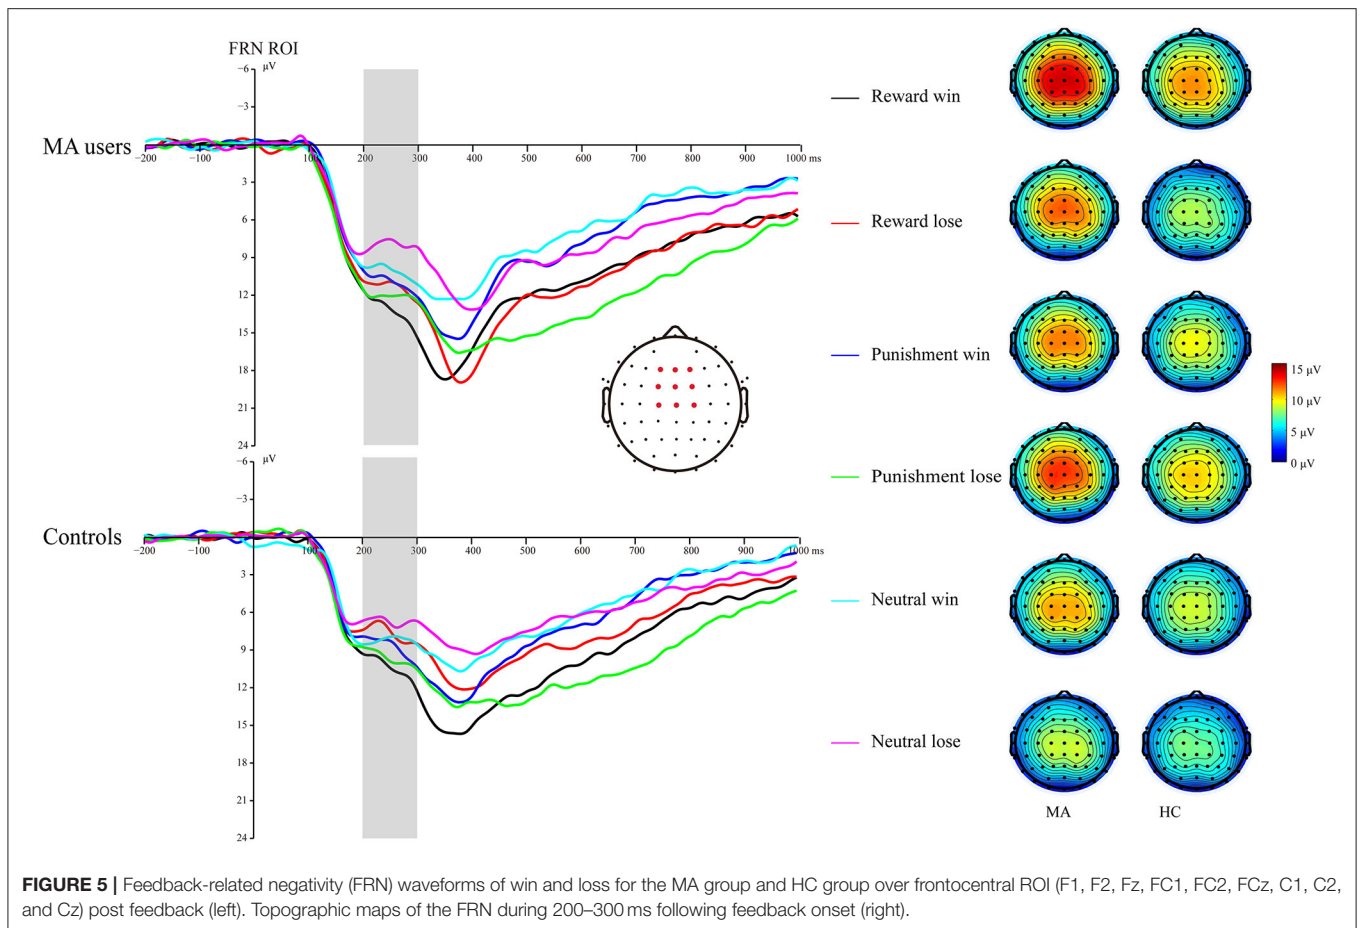 FRN ROI
μV
−6
−3
MA users
−200
−100
100
200
300
400
500
600
700
800
900
1000 ms
3
6
9
12
15
18
21
24
μV
−6
−3
Controls
−200
−100
100
200
300
400
500
600
700
800
900
1000 ms
3
6
9
12
15
18
21
24
Reward win
Reward lose
Punishment win
Punishment lose
Neutral win
Neutral lose
15 μV
10 μV
5 μV
0 μV
MA
HC
FIGURE 5 | Feedback-related negativity (FRN) waveforms of win and loss for the MA group and HC group over frontocentral ROI (F1, F2, Fz, FC1, FC2, FCz, C1, C2,
and Cz) post feedback (left). Topographic maps of the FRN during 200–300 ms following feedback onset (right).